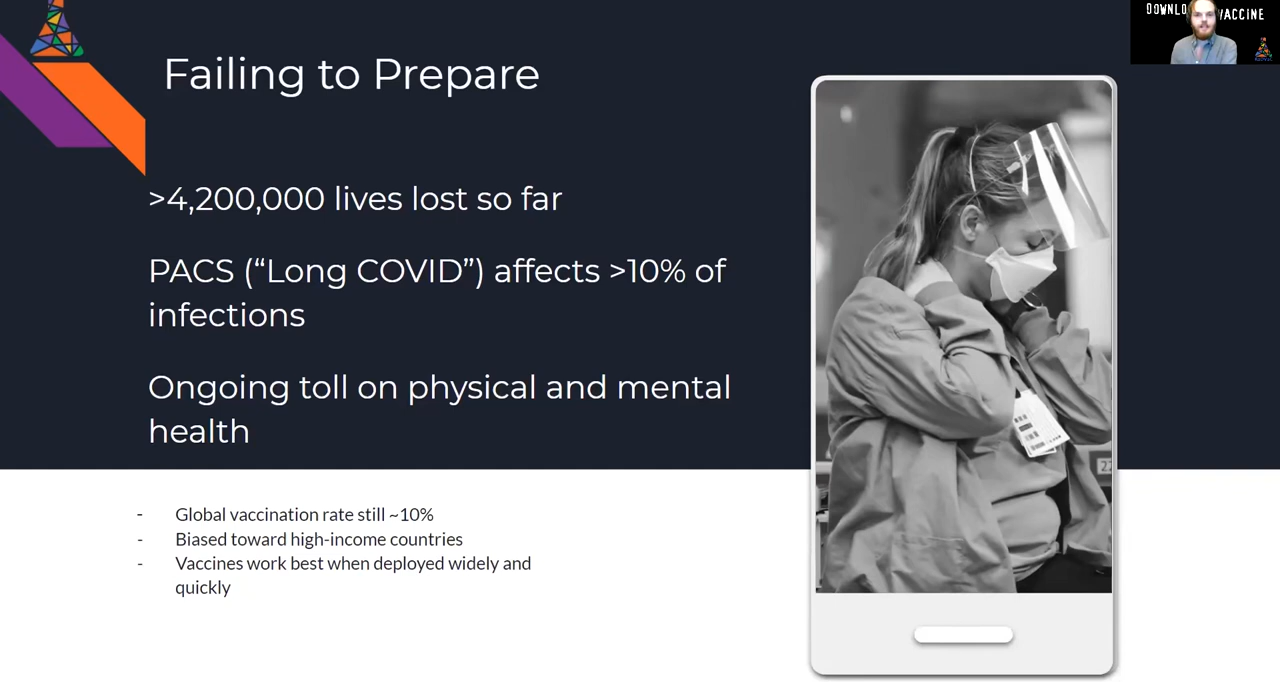 DOWNLO VACCINE
Failing to Prepare
>4,200,000 lives lost so far
PACS (“Long COVID”) affects >10% of
infections
Ongoing toll on physical and mental
health
- Global vaccination rate still ~10%
- Biased toward high-income countries
- Vaccines work best when deployed widely and
quickly
22